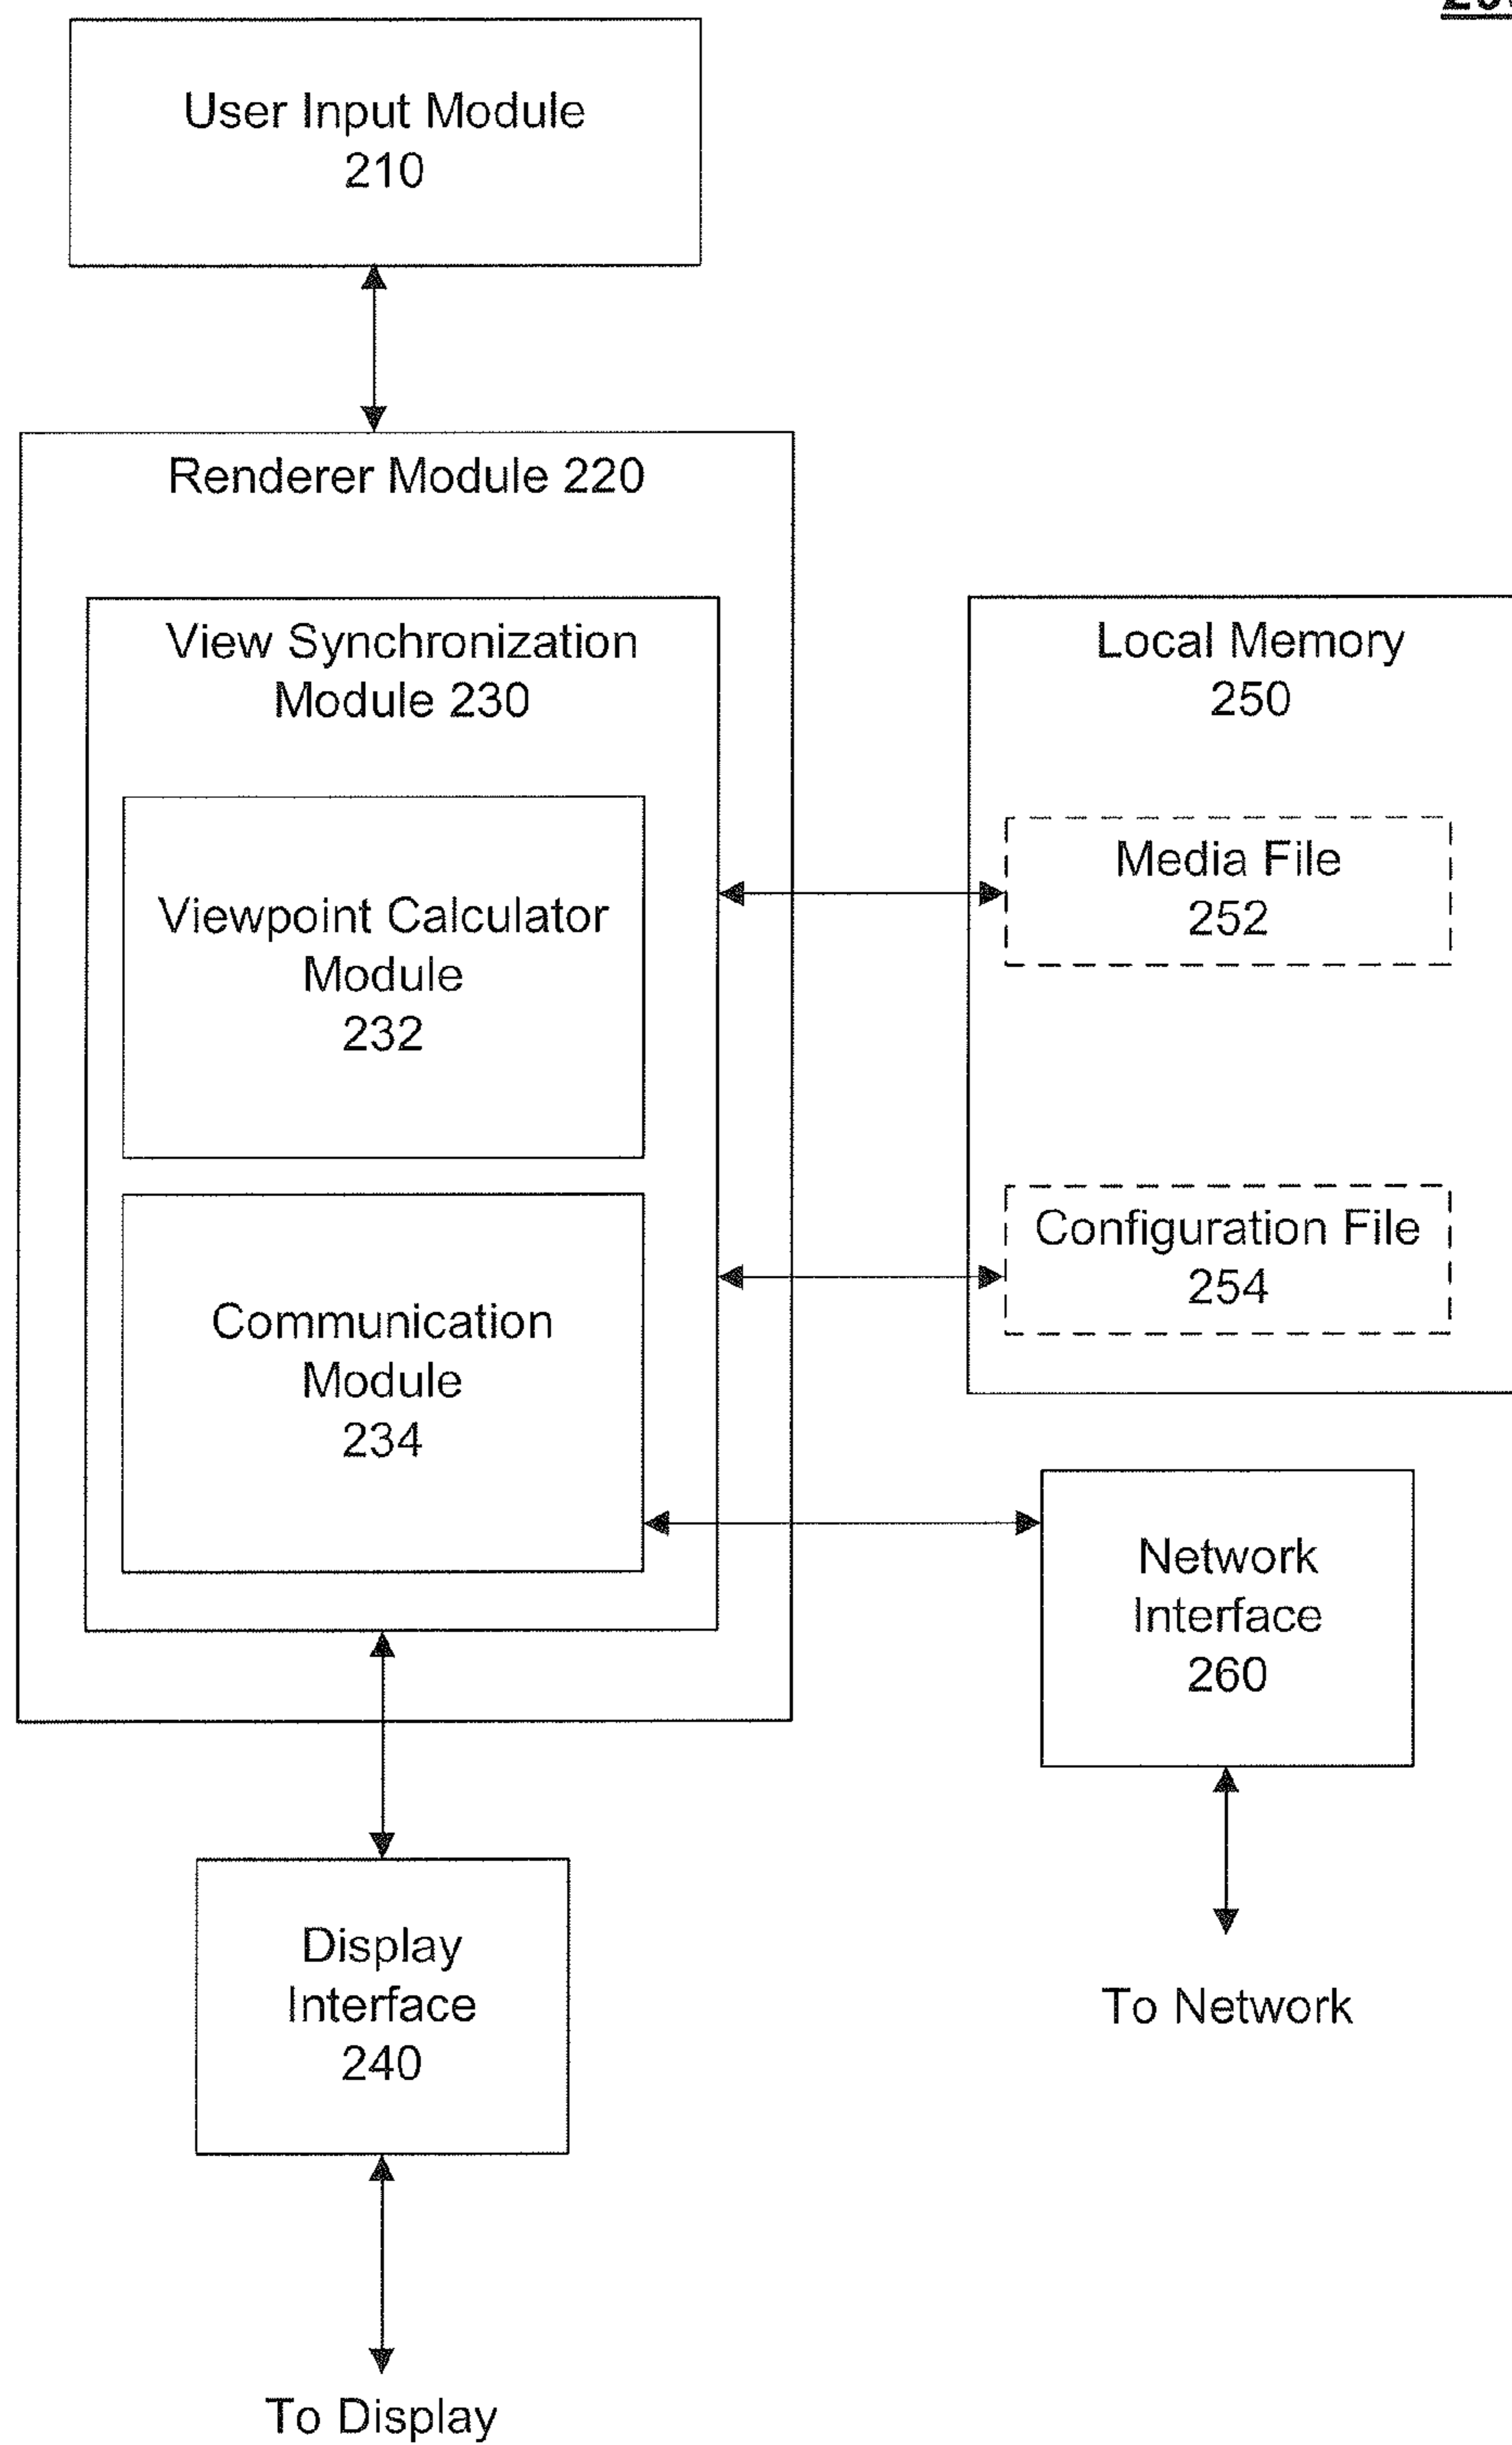 User Input Module
210
Renderer Module 220
View Synchronization
Module 230
Viewpoint Calculator
Module
232
Communication
Module
234
Local Memory
250
Media File
252
Configuration File
254
Network
Interface
260
Display
Interface
240
To Network
To Display